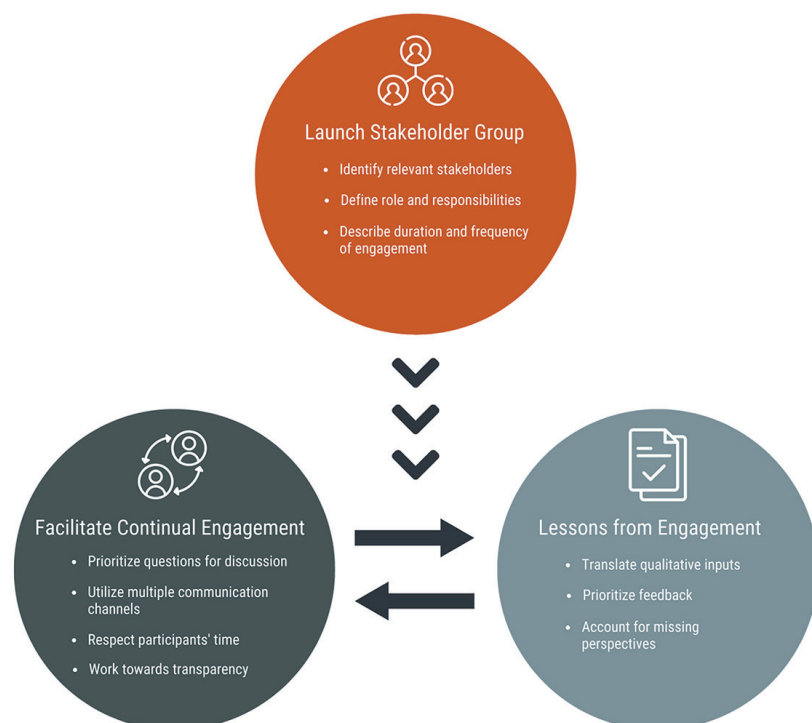 Launch Stakeholder Group
• Identify relevant stakeholders
• Define role and responsibilities
• Describe duration and frequency
of engagement
Facilitate Continual Engagement
• Prioritize questions for discussion
• Utilize multiple communication
channels
• Respect participants' time
• Work towards transparency
Lessons from Engagement
• Translate qualitative inputs
• Prioritize feedback
• Account for missing
perspectives